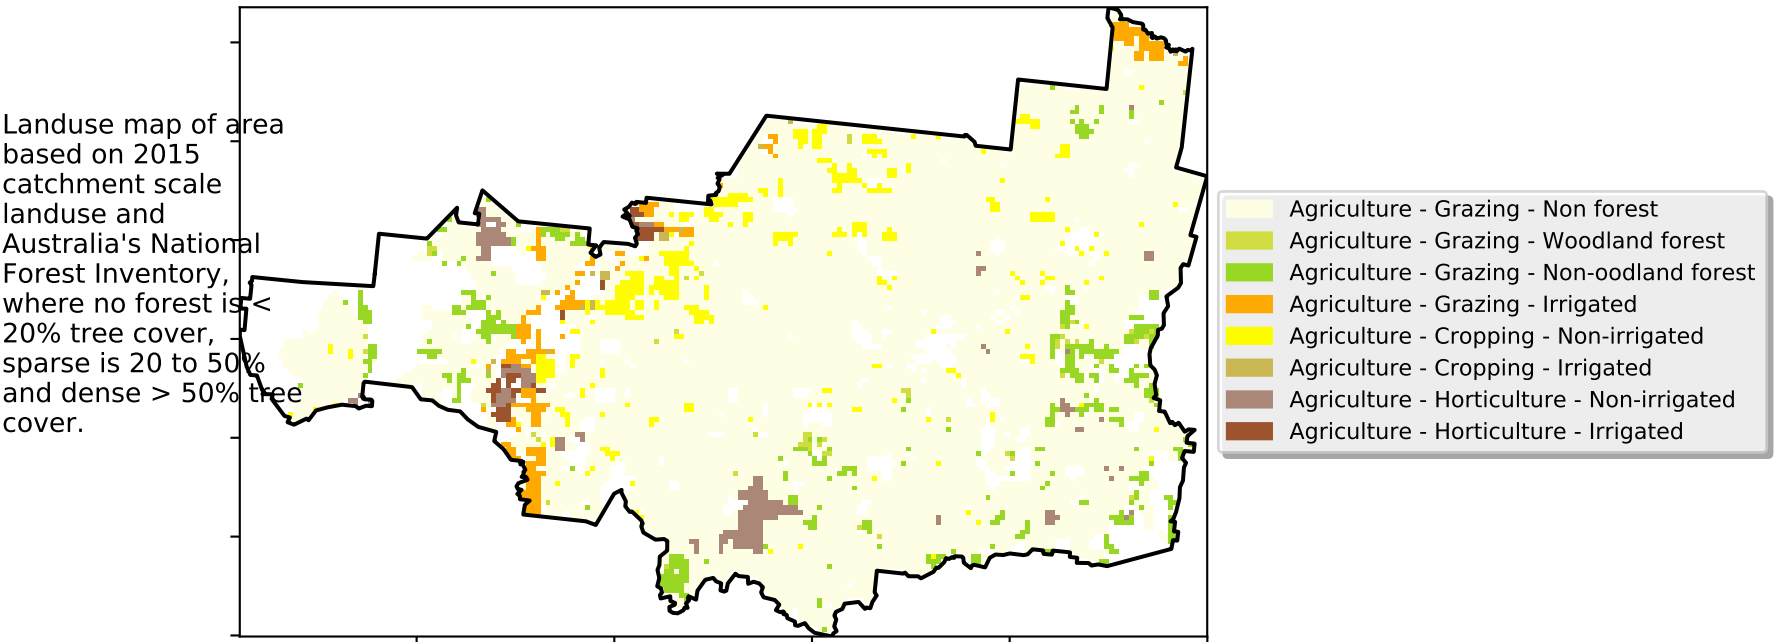 Landuse map of area
based on 2015
catchment scale
landuse and
Australia's National
Forest Inventory,
where no forest is <
20% tree cover,
sparse is 20 to 50%
and dense > 50% tree
cover.
Agriculture - Grazing - Non forest
Agriculture - Grazing - Woodland forest
Agriculture - Grazing - Non-oodland forest
Agriculture - Grazing - Irrigated
Agriculture - Cropping - Non-irrigated
Agriculture - Cropping - Irrigated
Agriculture - Horticulture - Non-irrigated
Agriculture - Horticulture - Irrigated